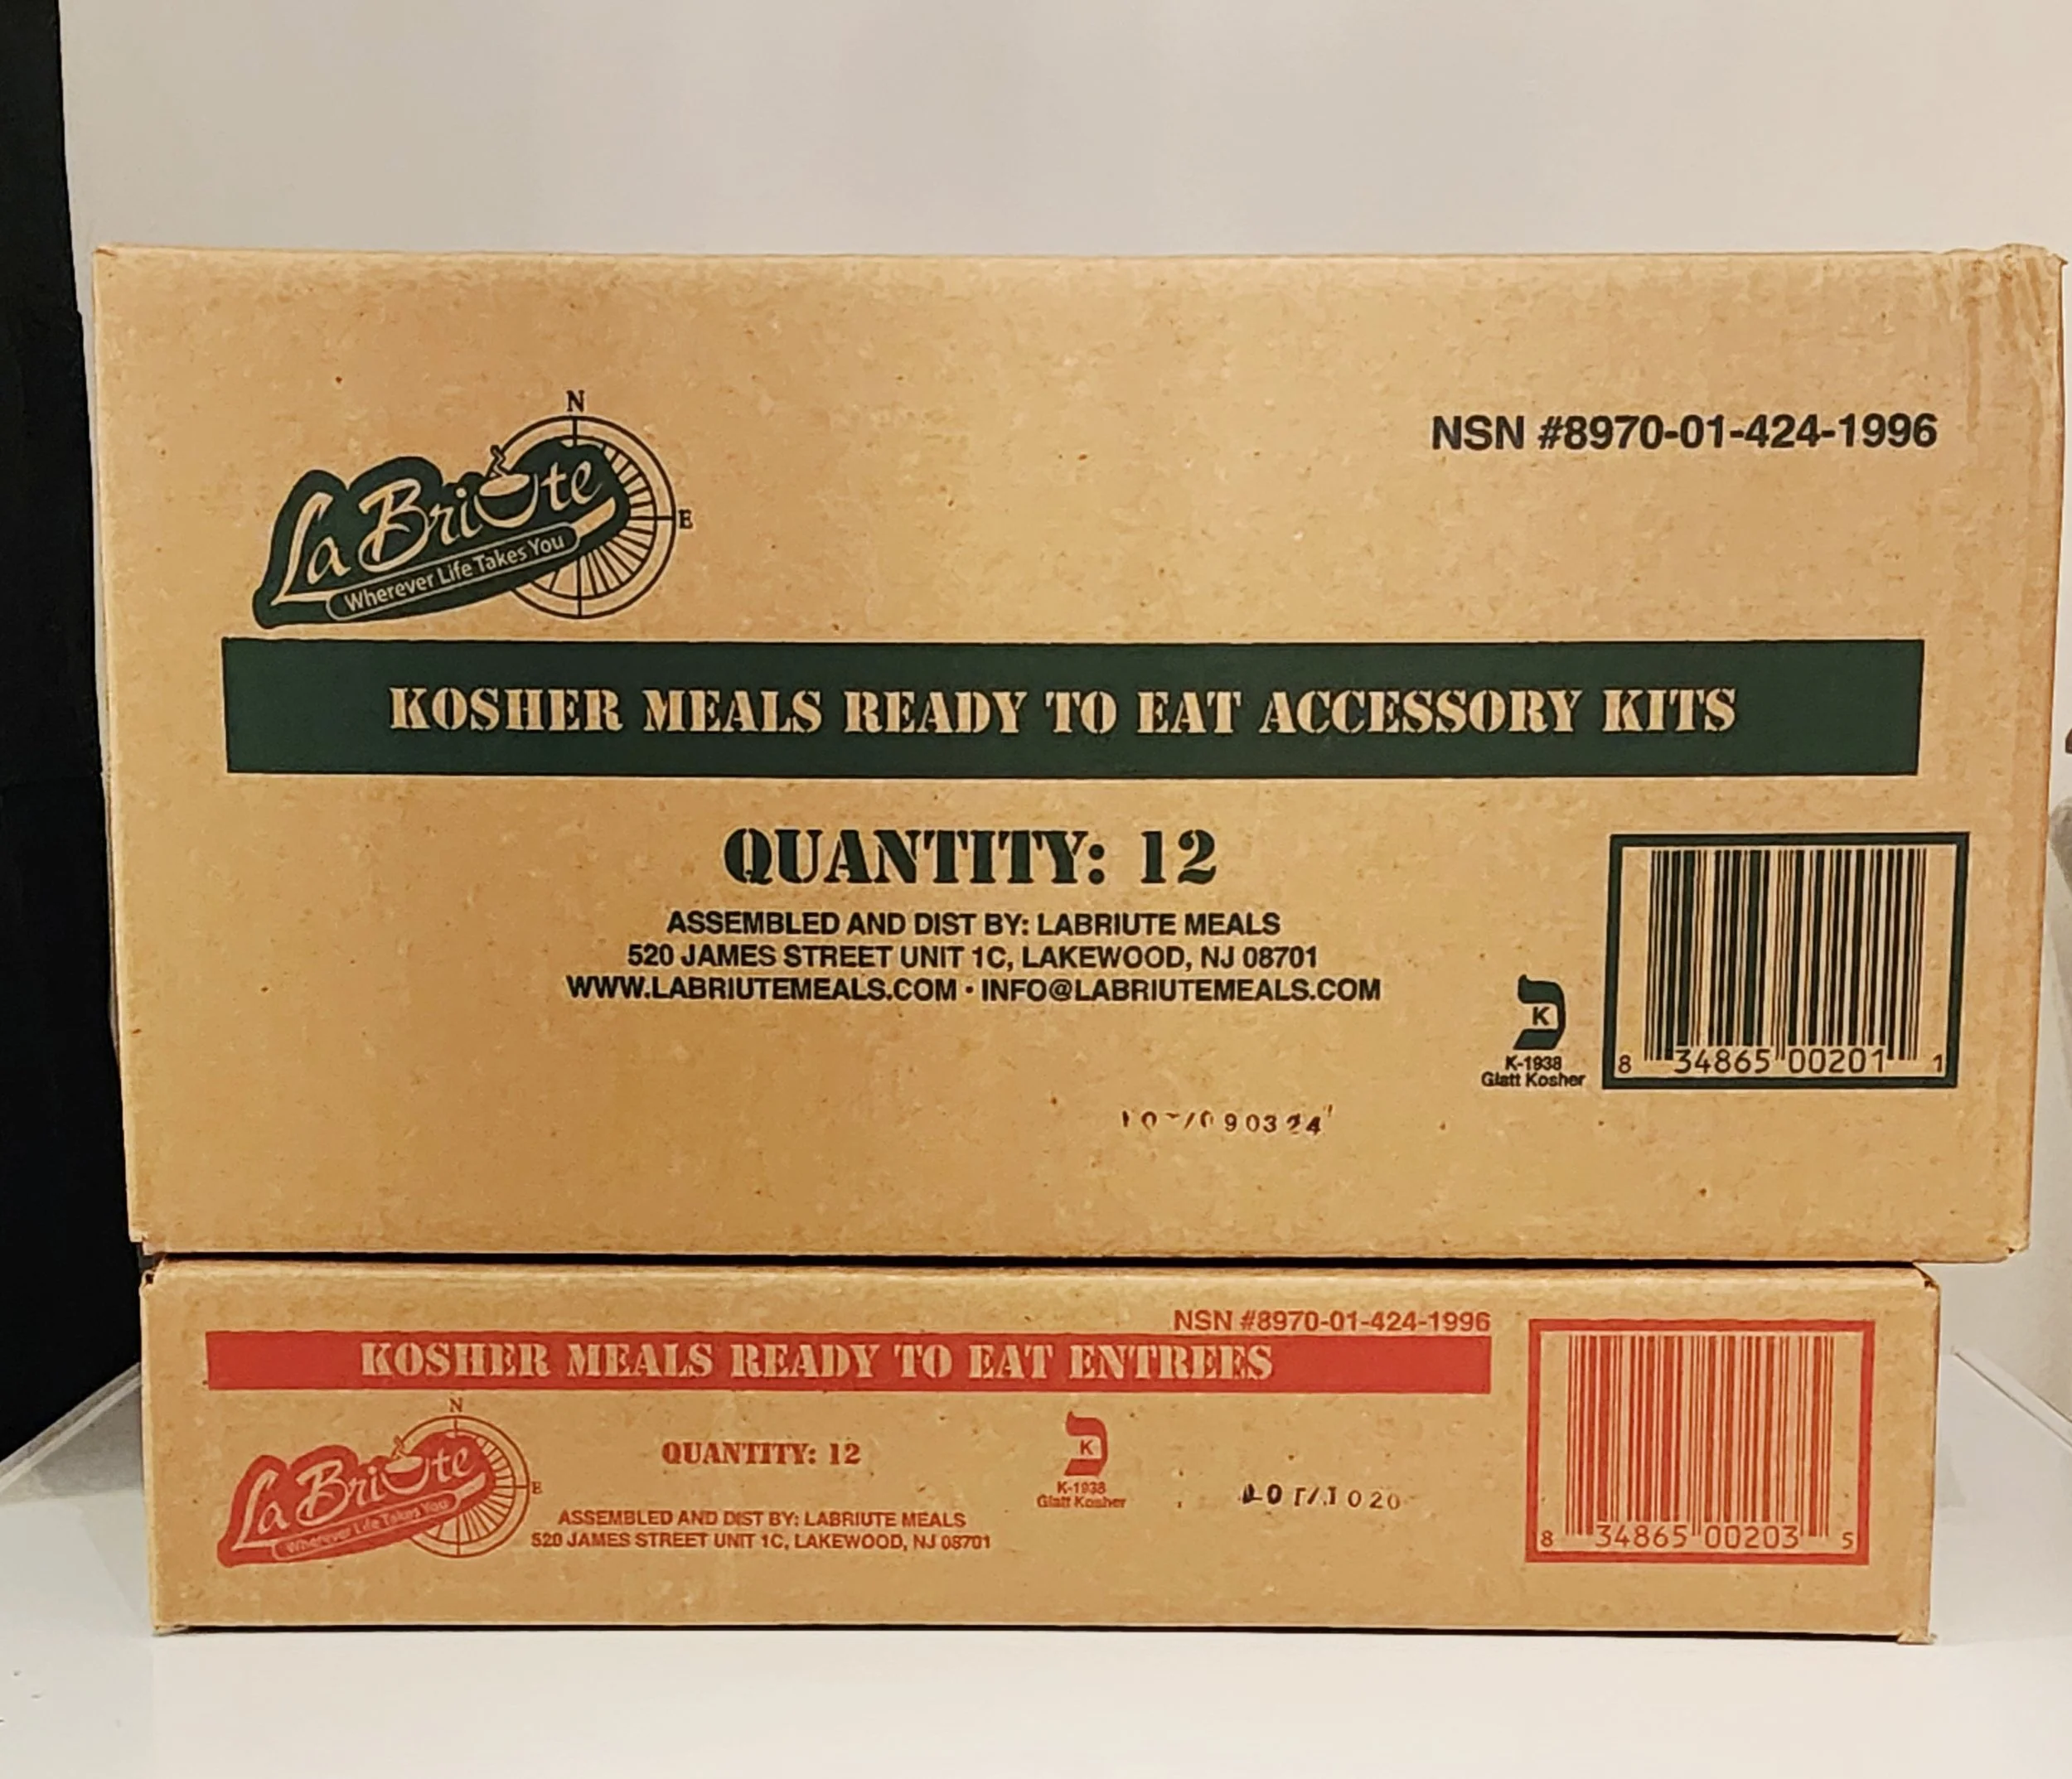 N
La Briute
E
Wherever Life Takes You
NSN #8970-01-424-1996
KOSHER MEALS READY TO EAT ACCESSORY KITS
QUANTITY: 12
ASSEMBLED AND DIST BY: LABRIUTE MEALS
520 JAMES STREET UNIT 1C, LAKEWOOD, NJ 08701
WWW.LABRIUTEMEALS.COM • INFO@LABRIUTEMEALS.COM
כ
K
K-1938
Glatt Kosher
8 34865 00201 1
NSN #8970-01-424-1996
KOSHER MEALS READY TO EAT ENTREES
N
La Briute
E
Wherever Life Takes You
QUANTITY: 12
ASSEMBLED AND DIST BY: LABRIUTE MEALS
520 JAMES STREET UNIT 1C, LAKEWOOD, NJ 08701
כ
K
K-1938
Glatt Kosher
8 34865 00203 5